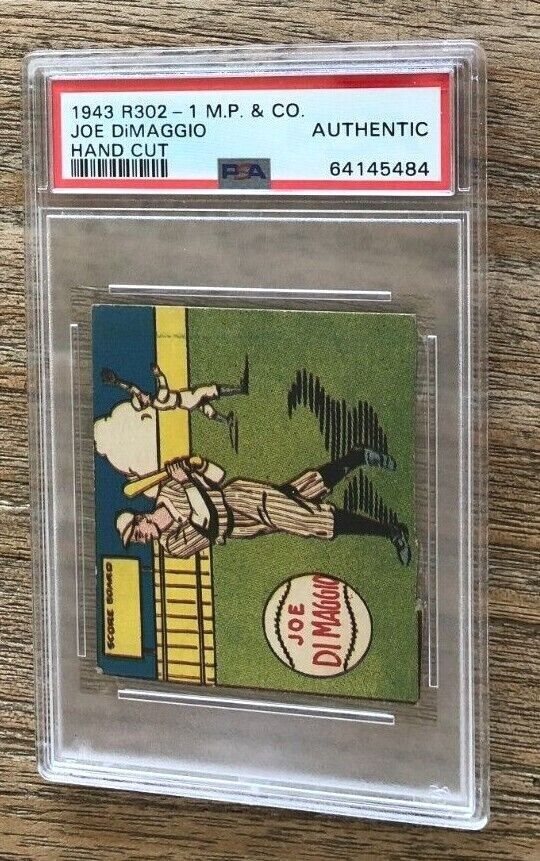 1943 R302-1 M.P. & CO.
JOE DiMAGGIO
AUTHENTIC
HAND CUT
PSA
64145484
SCORE BOARD
JOE
DI MAGGIO